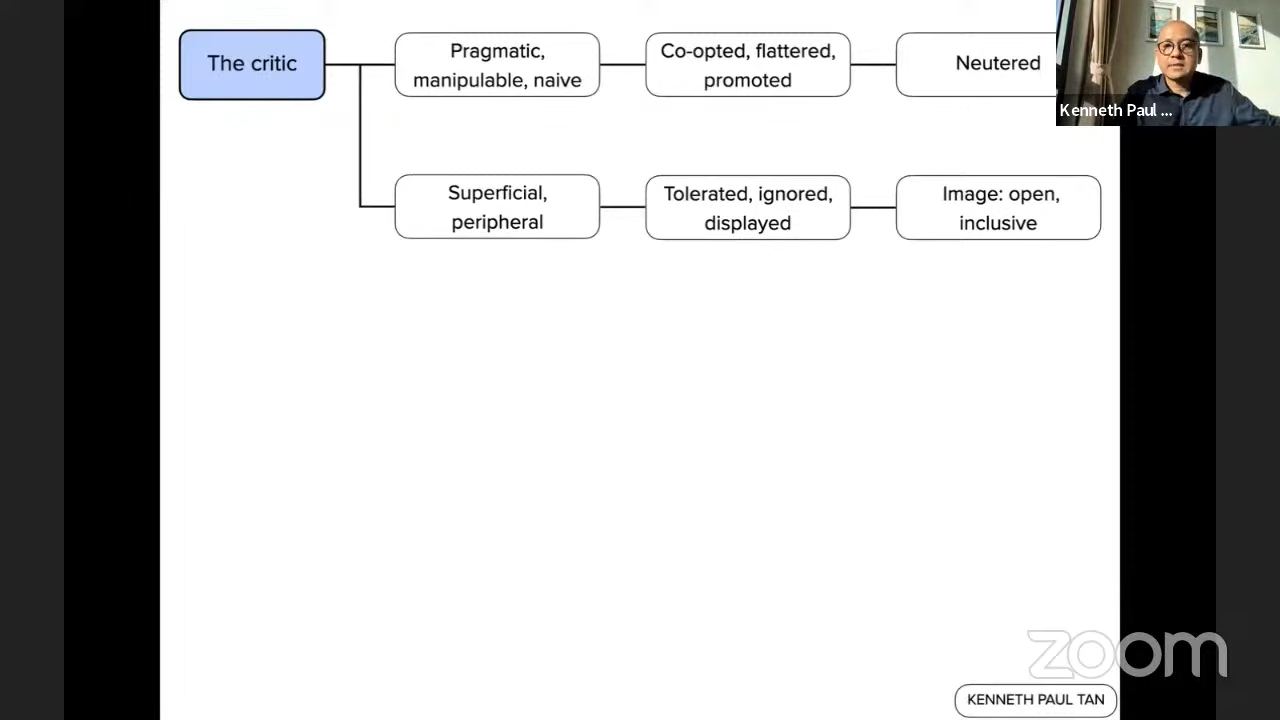 The critic
Pragmatic,
manipulable, naive
Co-opted, flattered,
promoted
Neutered
Kenneth Paul ...
Superficial,
peripheral
Tolerated, ignored,
displayed
Image: open,
inclusive
zoom
KENNETH PAUL TAN